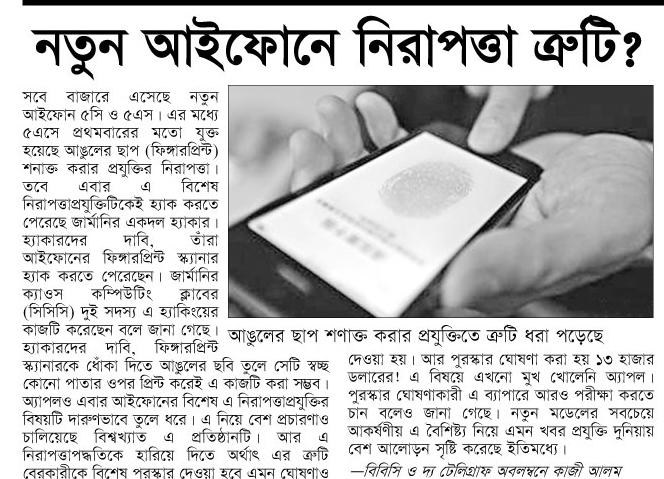 নতুন আইফোনে নিরাপত্তা ত্রুটি?
সবে বাজারে এসেছে নতুন
আইফোন ৫সি ও ৫এস। এর মধ্যে
৫এসে প্রথমবারের মতো যুক্ত
হয়েছে আঙুলের ছাপ (ফিঙ্গারপ্রিন্ট)
শনাক্ত করার প্রযুক্তির নিরাপত্তা।
তবে এবার এ বিশেষ
নিরাপত্তাপ্রযুক্তিটিকেই হ্যাক করতে
পেরেছে জার্মানির একদল হ্যাকার।
হ্যাকারদের দাবি, তাঁরা
আইফোনের ফিঙ্গারপ্রিন্ট স্ক্যানার
হ্যাক করতে পেরেছেন। জার্মানির
ক্যাওস কম্পিউটিং ক্লাবের
(সিসিসি) দুই সদস্য এ হ্যাকিংয়ের
কাজটি করেছেন বলে জানা গেছে।
হ্যাকারদের দাবি, ফিঙ্গারপ্রিন্ট
স্ক্যানারকে ধোঁকা দিতে আঙুলের ছবি তুলে সেটি স্বচ্ছ
কোনো পাতার ওপর প্রিন্ট করেই এ কাজটি করা সম্ভব।
অ্যাপলও এবার আইফোনের বিশেষ এ নিরাপত্তাপ্রযুক্তির
বিষয়টি দারুণভাবে তুলে ধরে। এ নিয়ে বেশ প্রচারণাও
চালিয়েছে বিশ্বখ্যাত এ প্রতিষ্ঠানটি। আর এ
নিরাপত্তাপদ্ধতিকে হারিয়ে দিতে অর্থাৎ এর ত্রুটি
বেরকারীকে বিশেষ পুরস্কার দেওয়া হবে এমন ঘোষণাও
আঙুলের ছাপ শণাক্ত করার প্রযুক্তিতে ত্রুটি ধরা পড়েছে
দেওয়া হয়। আর পুরস্কার ঘোষণা করা হয় ১৩ হাজার
ডলারের! এ বিষয়ে এখনো মুখ খোলেনি অ্যাপল।
পুরস্কার ঘোষণাকারী এ ব্যাপারে আরও পরীক্ষা করতে
চান বলেও জানা গেছে। নতুন মডেলের সবচেয়ে
আকর্ষণীয় এ বৈশিষ্ট্য নিয়ে এমন খবর প্রযুক্তি দুনিয়ায়
বেশ আলোড়ন সৃষ্টি করেছে ইতিমধ্যে।
—বিবিসি ও দ্য টেলিগ্রাফ অবলম্বনে কাজী আলম